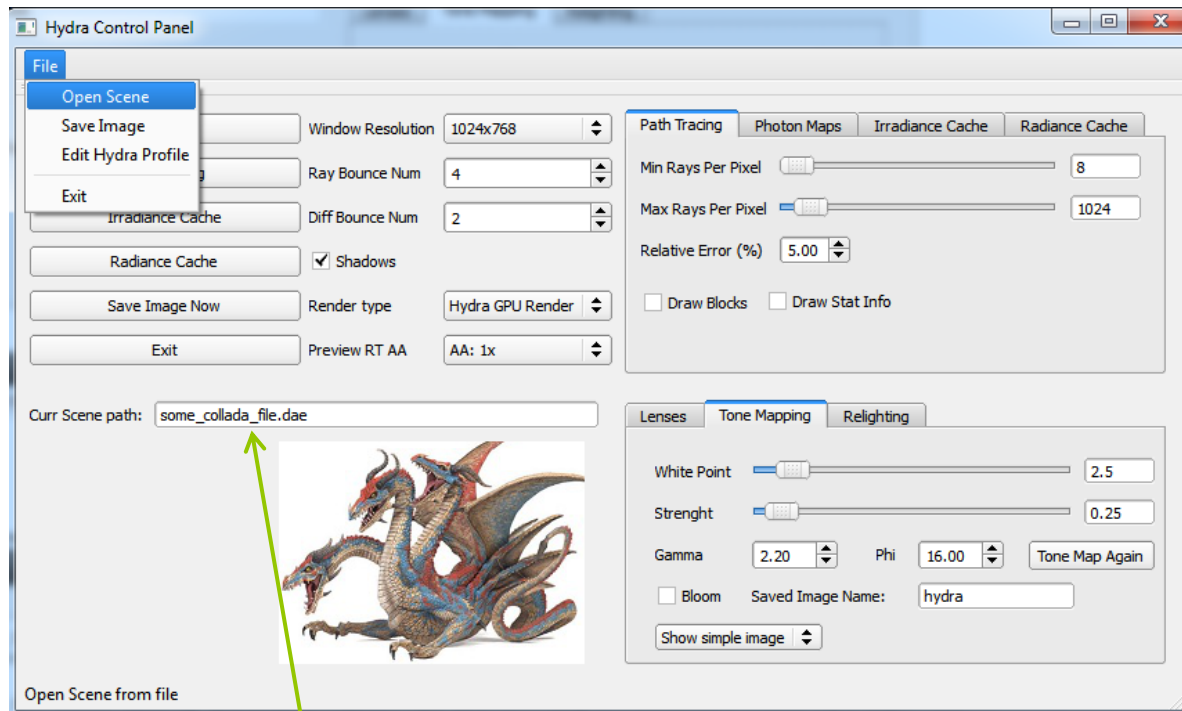 Hydra Control Panel
File
Open Scene
Save Image
Edit Hydra Profile
Exit
Irradiance Cache
Radiance Cache
Save Image Now
Exit
Window Resolution 1024x768
Ray Bounce Num 4
Diff Bounce Num 2
Shadows
Render type Hydra GPU Render
Preview RT AA AA: 1x
Path Tracing Photon Maps Irradiance Cache Radiance Cache
Min Rays Per Pixel 8
Max Rays Per Pixel 1024
Relative Error (%) 5.00
Draw Blocks Draw Stat Info
Curr Scene path: some_collada_file.dae
Lenses Tone Mapping Relighting
White Point 2.5
Strenght 0.25
Gamma 2.20 Phi 16.00 Tone Map Again
Bloom Saved Image Name: hydra
Show simple image
Open Scene from file